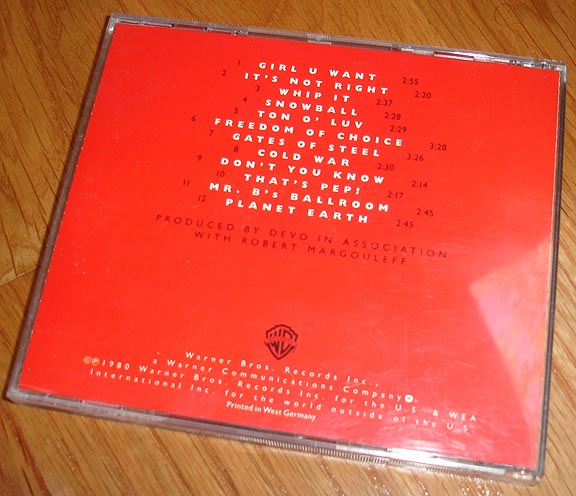 1 GIRL U WANT 2:55
2 IT'S NOT RIGHT 2:20
3 WHIP IT 2:37
4 SNOWBALL 2:28
5 TON O' LUV 2:29
6 FREEDOM OF CHOICE 3:28
7 GATES OF STEEL 3:26
8 COLD WAR 2:30
9 DON'T YOU KNOW 2:14
10 THAT'S PEP! 2:17
11 MR. B'S BALLROOM 2:45
12 PLANET EARTH 2:45
PRODUCED BY DEVO IN ASSOCIATION
WITH ROBERT MARGOULEFF
Warner Bros. Records Inc.,
a Warner Communications Company
©℗1980 Warner Bros. Records Inc. for the U.S. & WEA
International Inc. for the world outside of the U.S.
Printed in West Germany